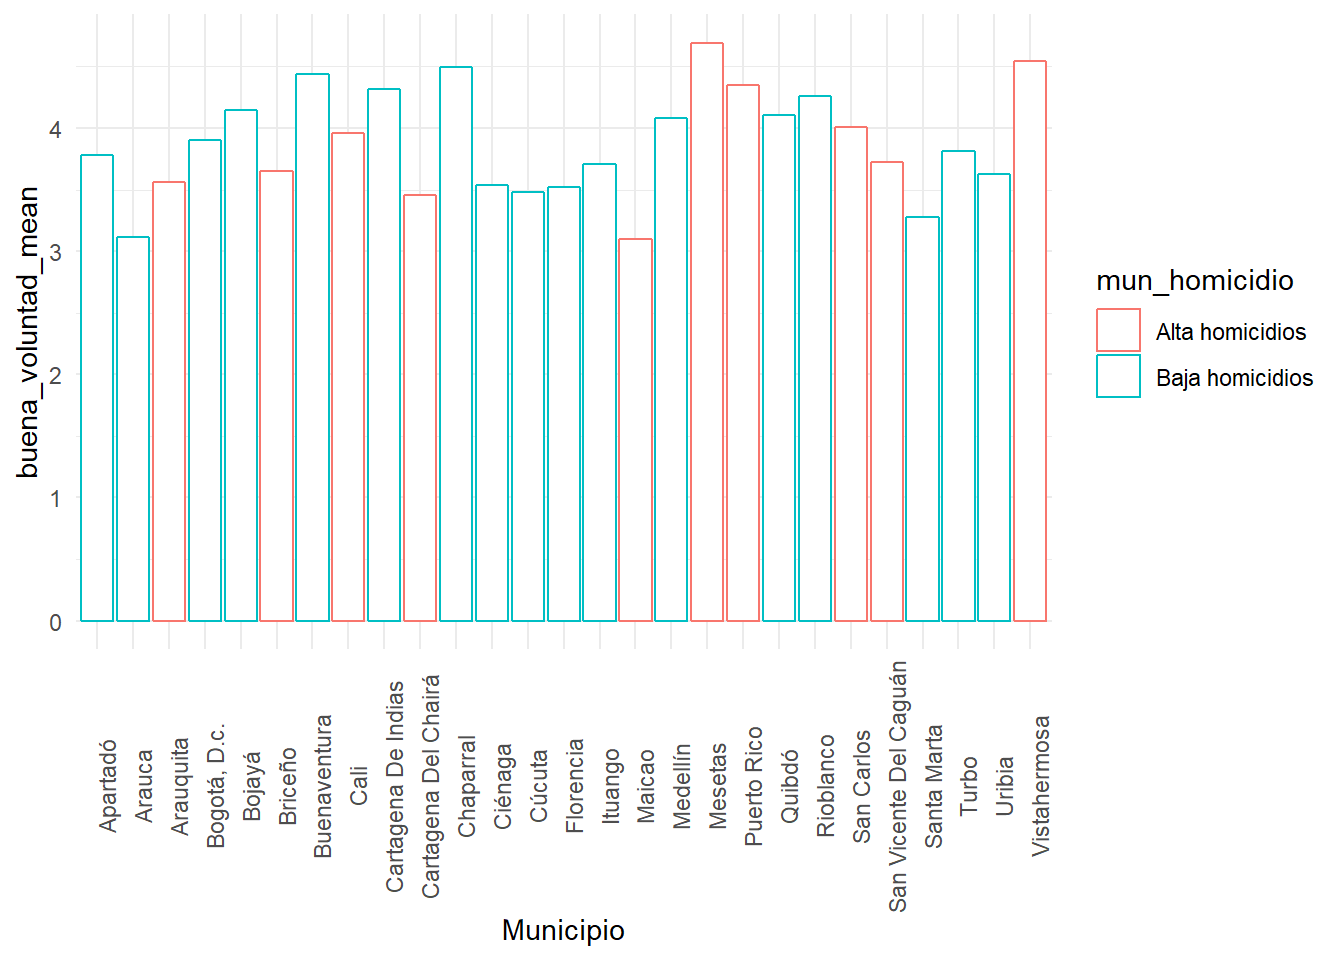 buena_voluntad_mean
4
3
2
1
0
Apartadó
Arauca
Arauquita
Bogotá, D.c.
Bojayá
Briceño
Buenaventura
Cali
Cartagena De Indias
Cartagena Del Chairá
Chaparral
Ciénaga
Cúcuta
Florencia
Ituango
Maicao
Medellín
Mesetas
Puerto Rico
Quibdó
Rioblanco
San Carlos
San Vicente Del Caguán
Santa Marta
Turbo
Uribia
Vistahermosa
Municipio
mun_homicidio
Alta homicidios
Baja homicidios